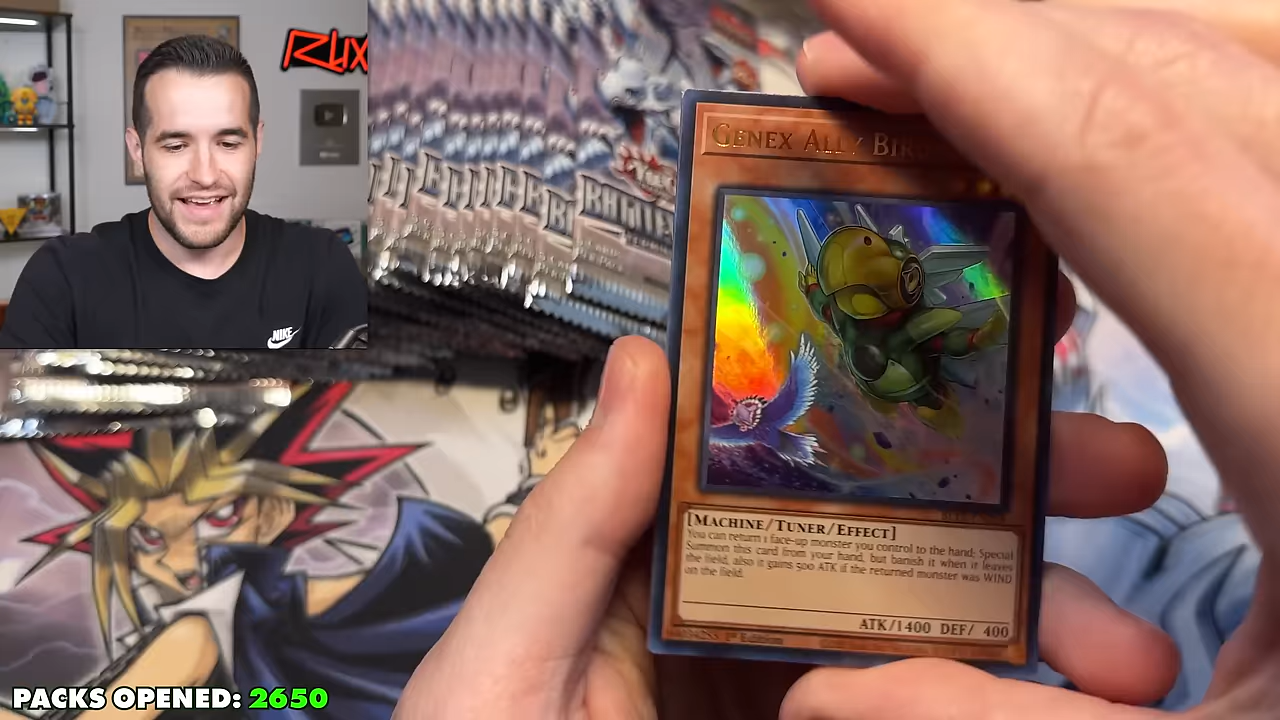 Rux
GENEX ALLY BIR
[MACHINE/TUNER/EFFECT]
You can return 1 face-up monster you control to the hand; Special
Summon this card from your hand, but banish it when it leaves
the field, also it gains 500 ATK if the returned monster was WIND
on the field.
ATK/1400 DEF/ 400
1st Edition
NIKE
PACKS OPENED: 2650